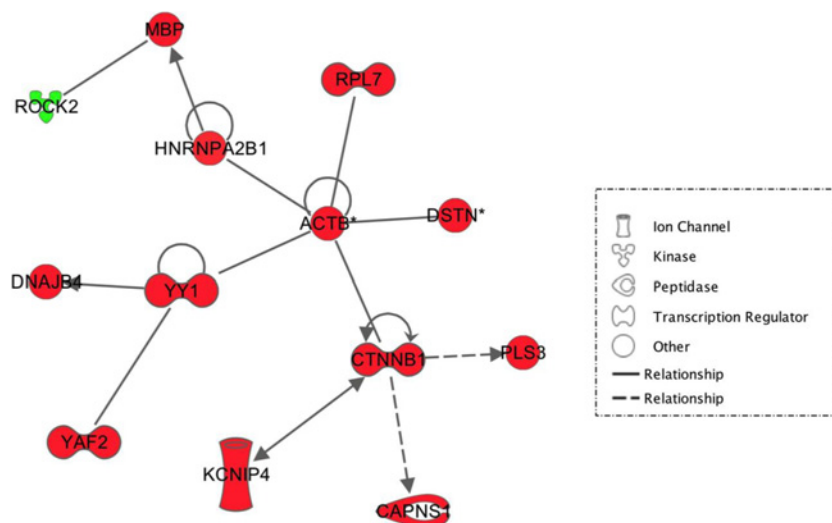 MBP
RPL7
ROCK2
HNRNPA2B1
ACTB*
DSTN*
DNAJB4
YY1
CTNNB1
PLS3
YAF2
KCNIP4
CAPNS1
Ion Channel
Kinase
Peptidase
Transcription Regulator
Other
Relationship
Relationship